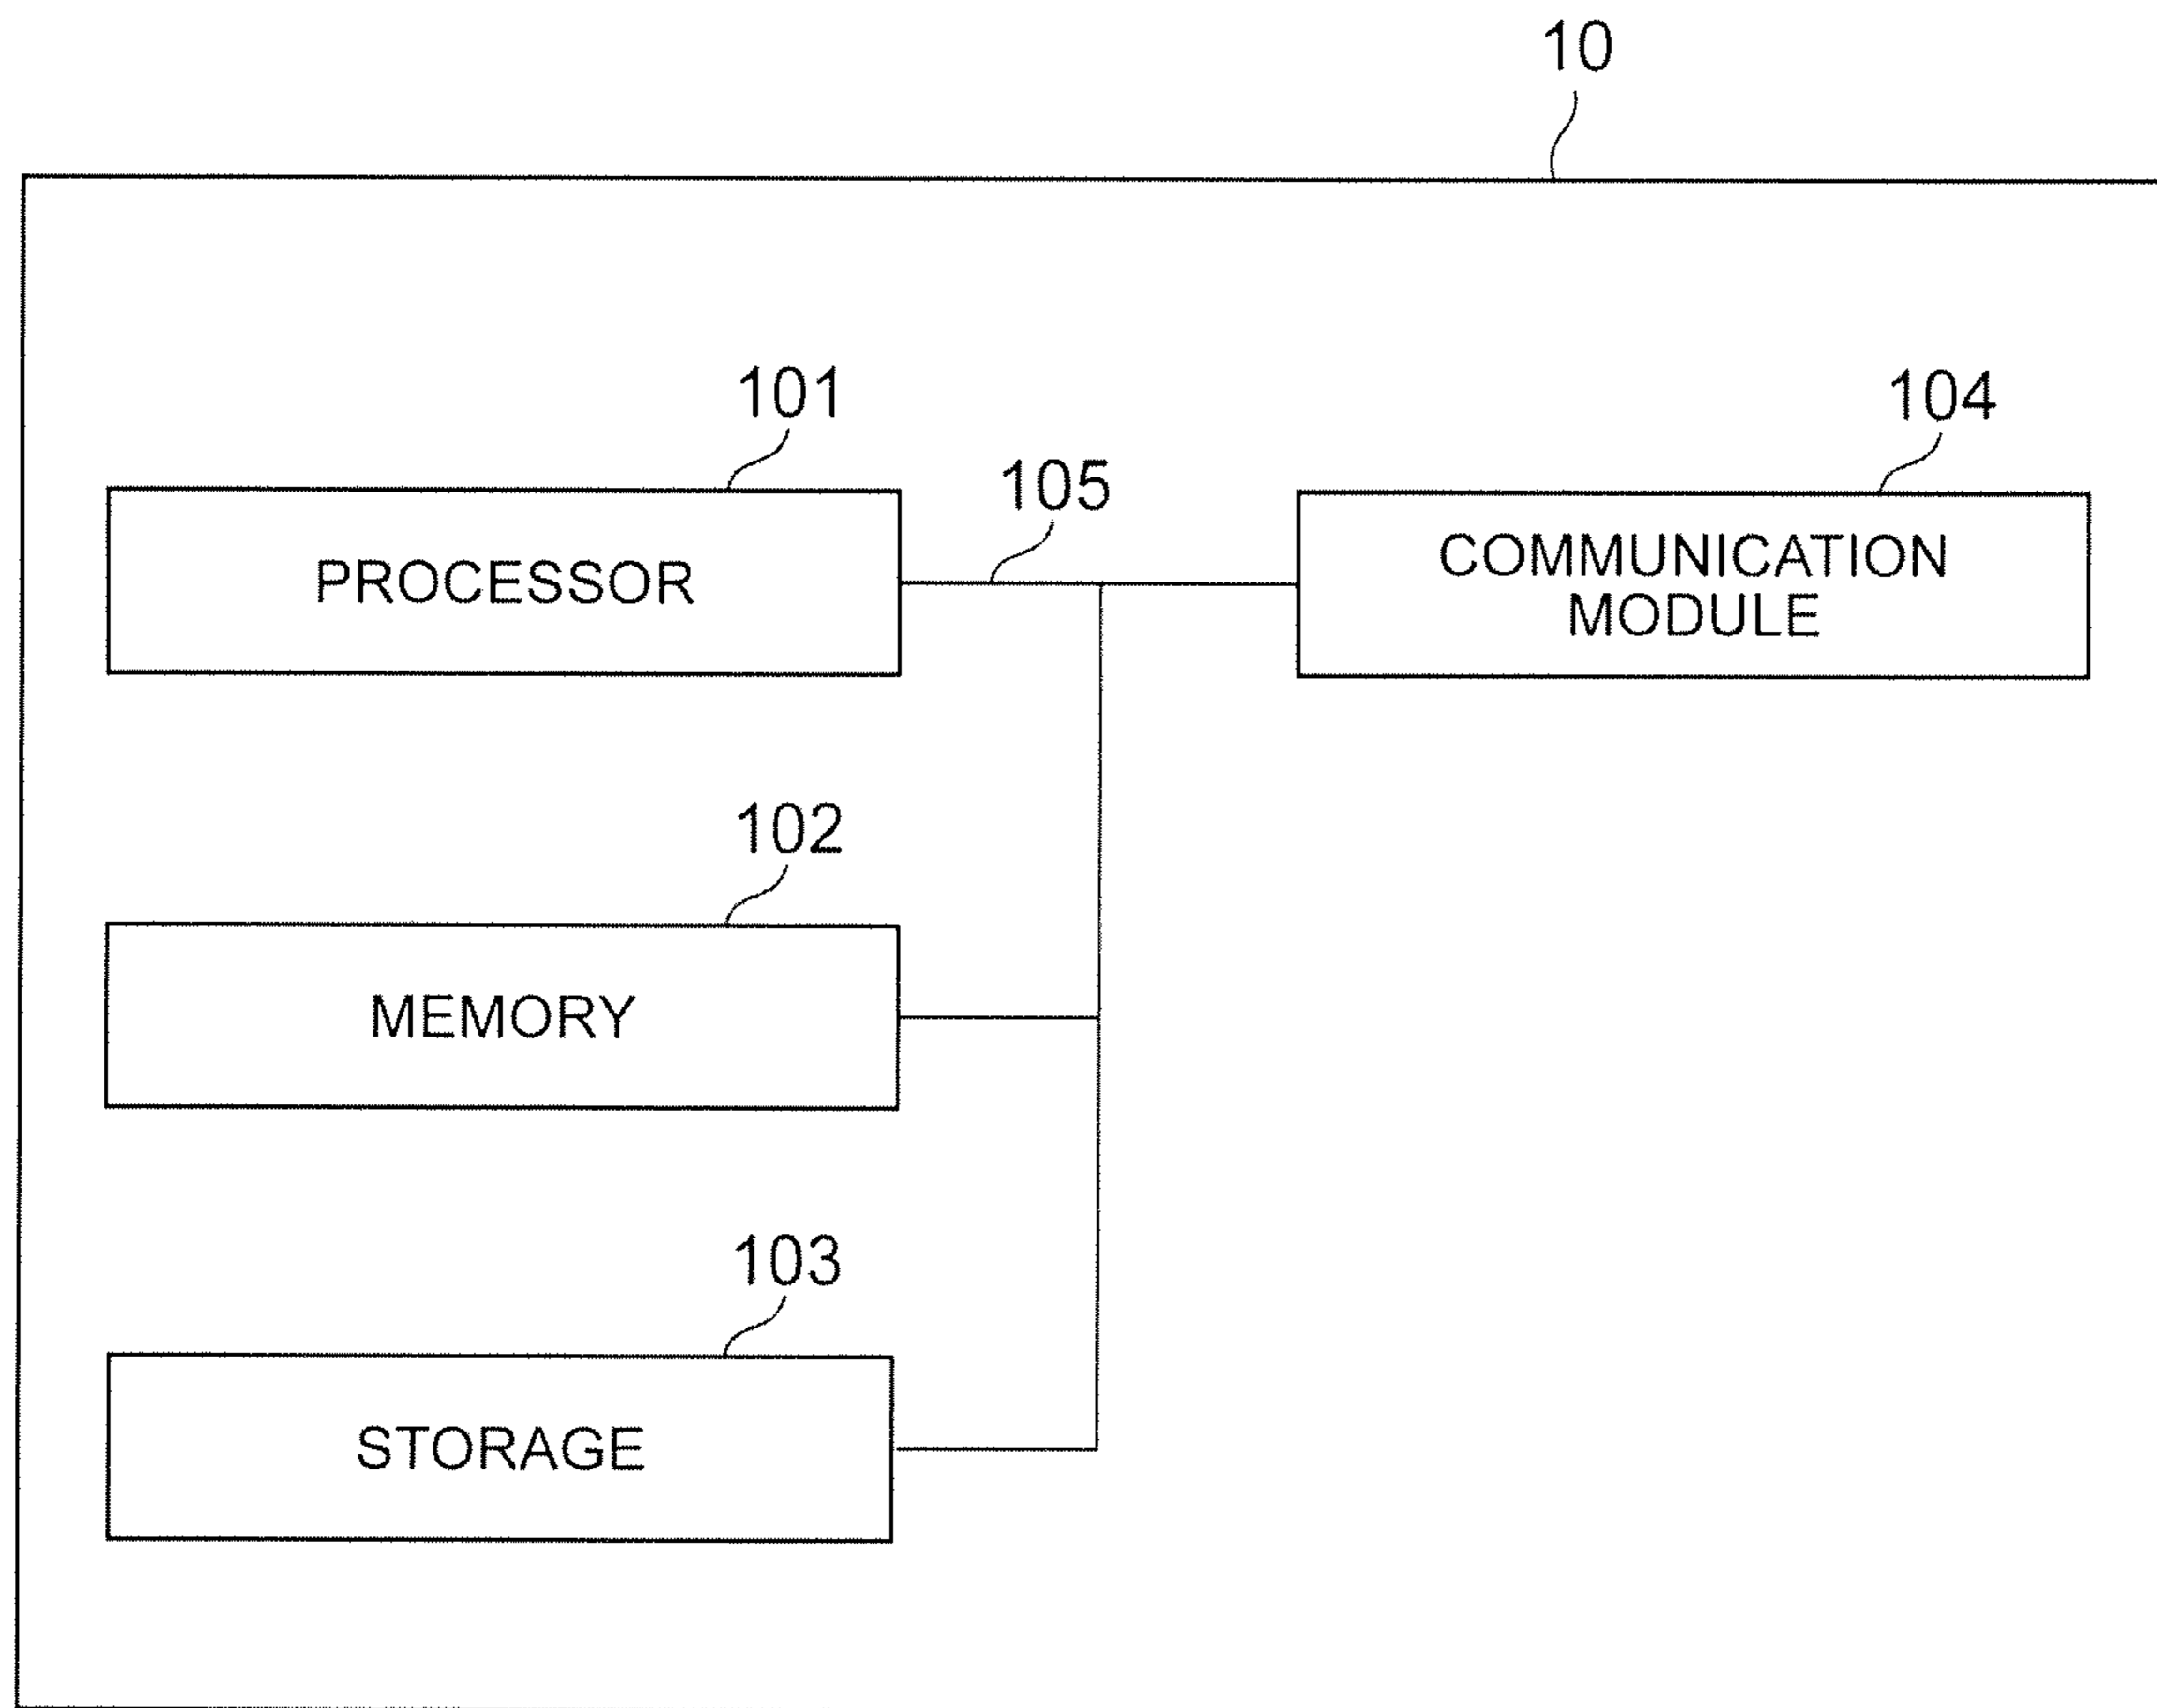 10
101
104
105
PROCESSOR
COMMUNICATION
MODULE
102
MEMORY
103
STORAGE